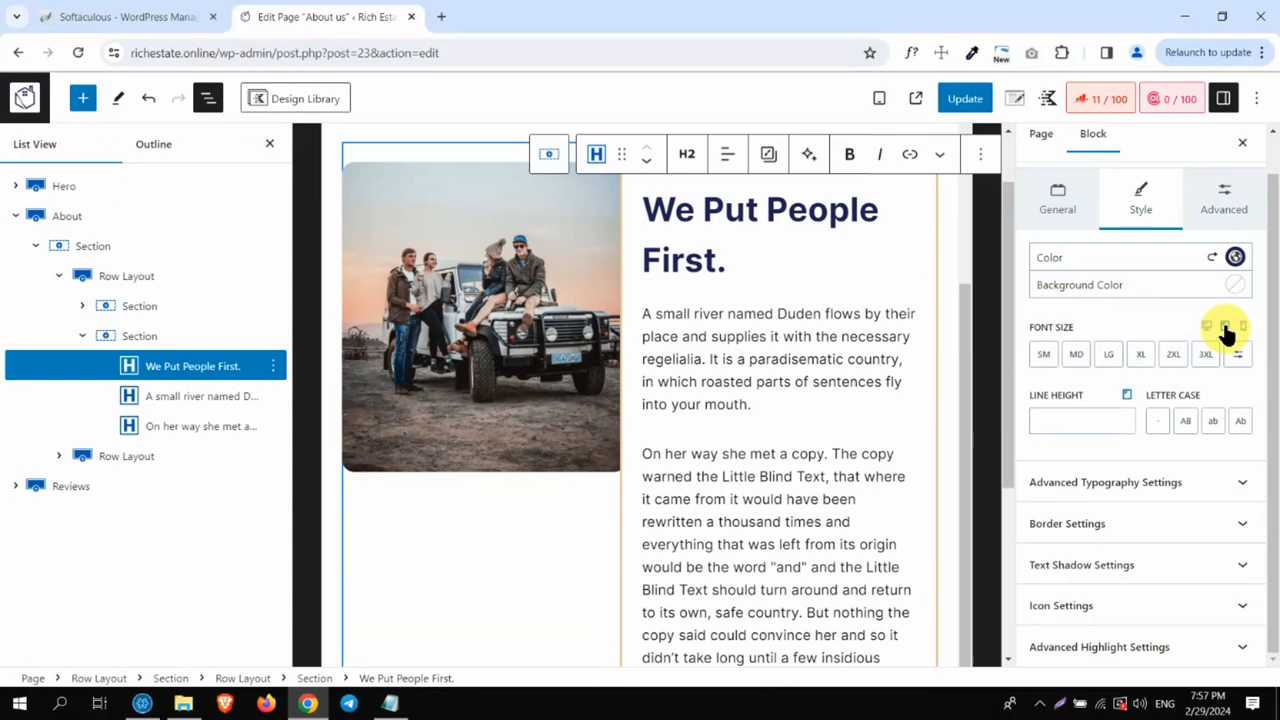 Softaculous - WordPress Mana
Edit Page "About us" ‹ Rich Esta
richestate.online/wp-admin/post.php?post=23&action=edit
New
Relaunch to update
Design Library
Update
11 / 100
0 / 100
List View
Outline
Hero
About
Section
Row Layout
Section
Section
We Put People First.
A small river named D...
On her way she met a...
Row Layout
Reviews
H2
B
I
We Put People
First.
A small river named Duden flows by their
place and supplies it with the necessary
regelialia. It is a paradisematic country,
in which roasted parts of sentences fly
into your mouth.
On her way she met a copy. The copy
warned the Little Blind Text, that where
it came from it would have been
rewritten a thousand times and
everything that was left from its origin
would be the word "and" and the Little
Blind Text should turn around and return
to its own, safe country. But nothing the
copy said could convince her and so it
didn't take long until a few insidious
Page
Block
General
Style
Advanced
Color
Background Color
FONT SIZE
SM
MD
LG
XL
2XL
3XL
LINE HEIGHT
LETTER CASE
-
AB
ab
Ab
Advanced Typography Settings
Border Settings
Text Shadow Settings
Icon Settings
Advanced Highlight Settings
Page
Row Layout
Section
Row Layout
Section
We Put People First.
ENG
7:57 PM
2/29/2024